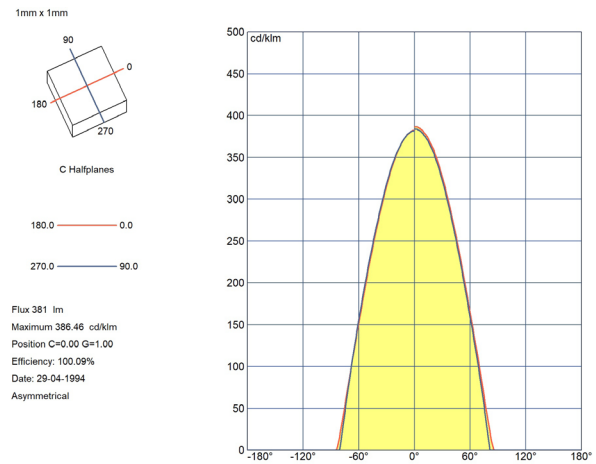 1mm x 1mm
90
0
180
270
C Halfplanes
180.0 0.0
270.0 90.0
Flux 381 lm
Maximum 386.46 cd/klm
Position C=0.00 G=1.00
Efficiency: 100.09%
Date: 29-04-1994
Asymmetrical
500
cd/klm
450
400
350
300
250
200
150
100
50
0
-180° -120° -60° 0° 60° 120° 180°